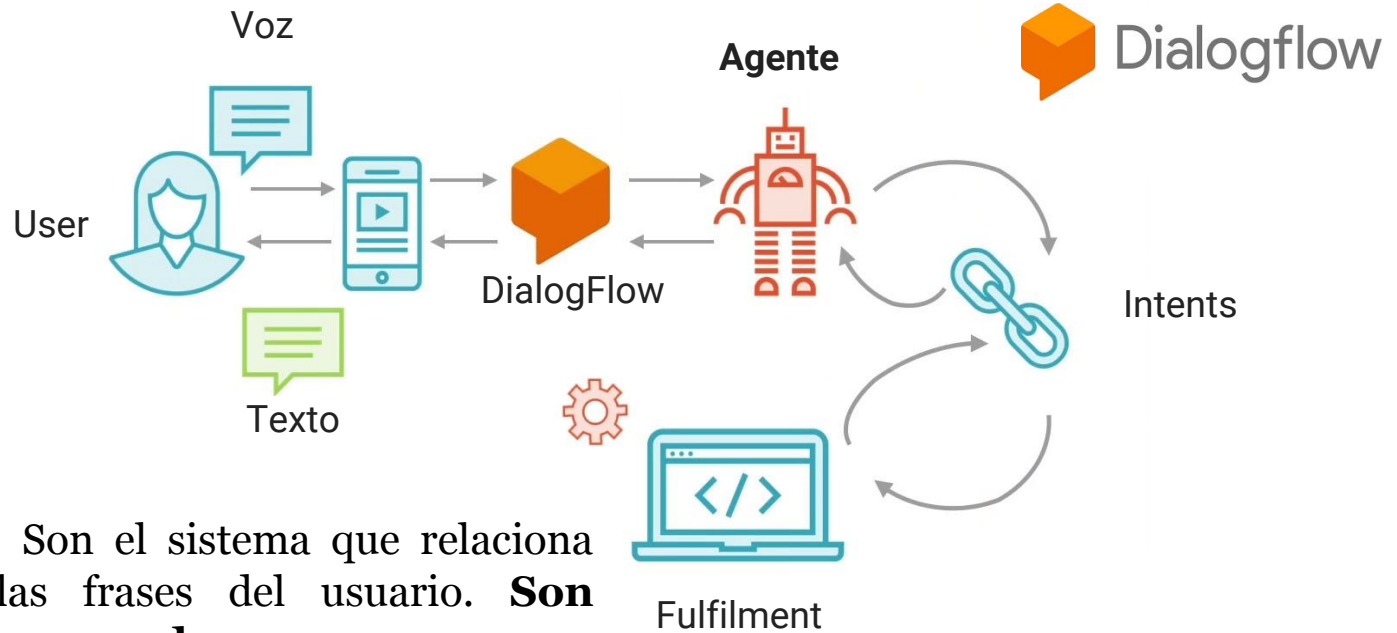 Voz
Agente
Dialogflow
User
DialogFlow
Intents
Texto
</>
Son el sistema que relaciona
las frases del usuario. Son
Fulfilment